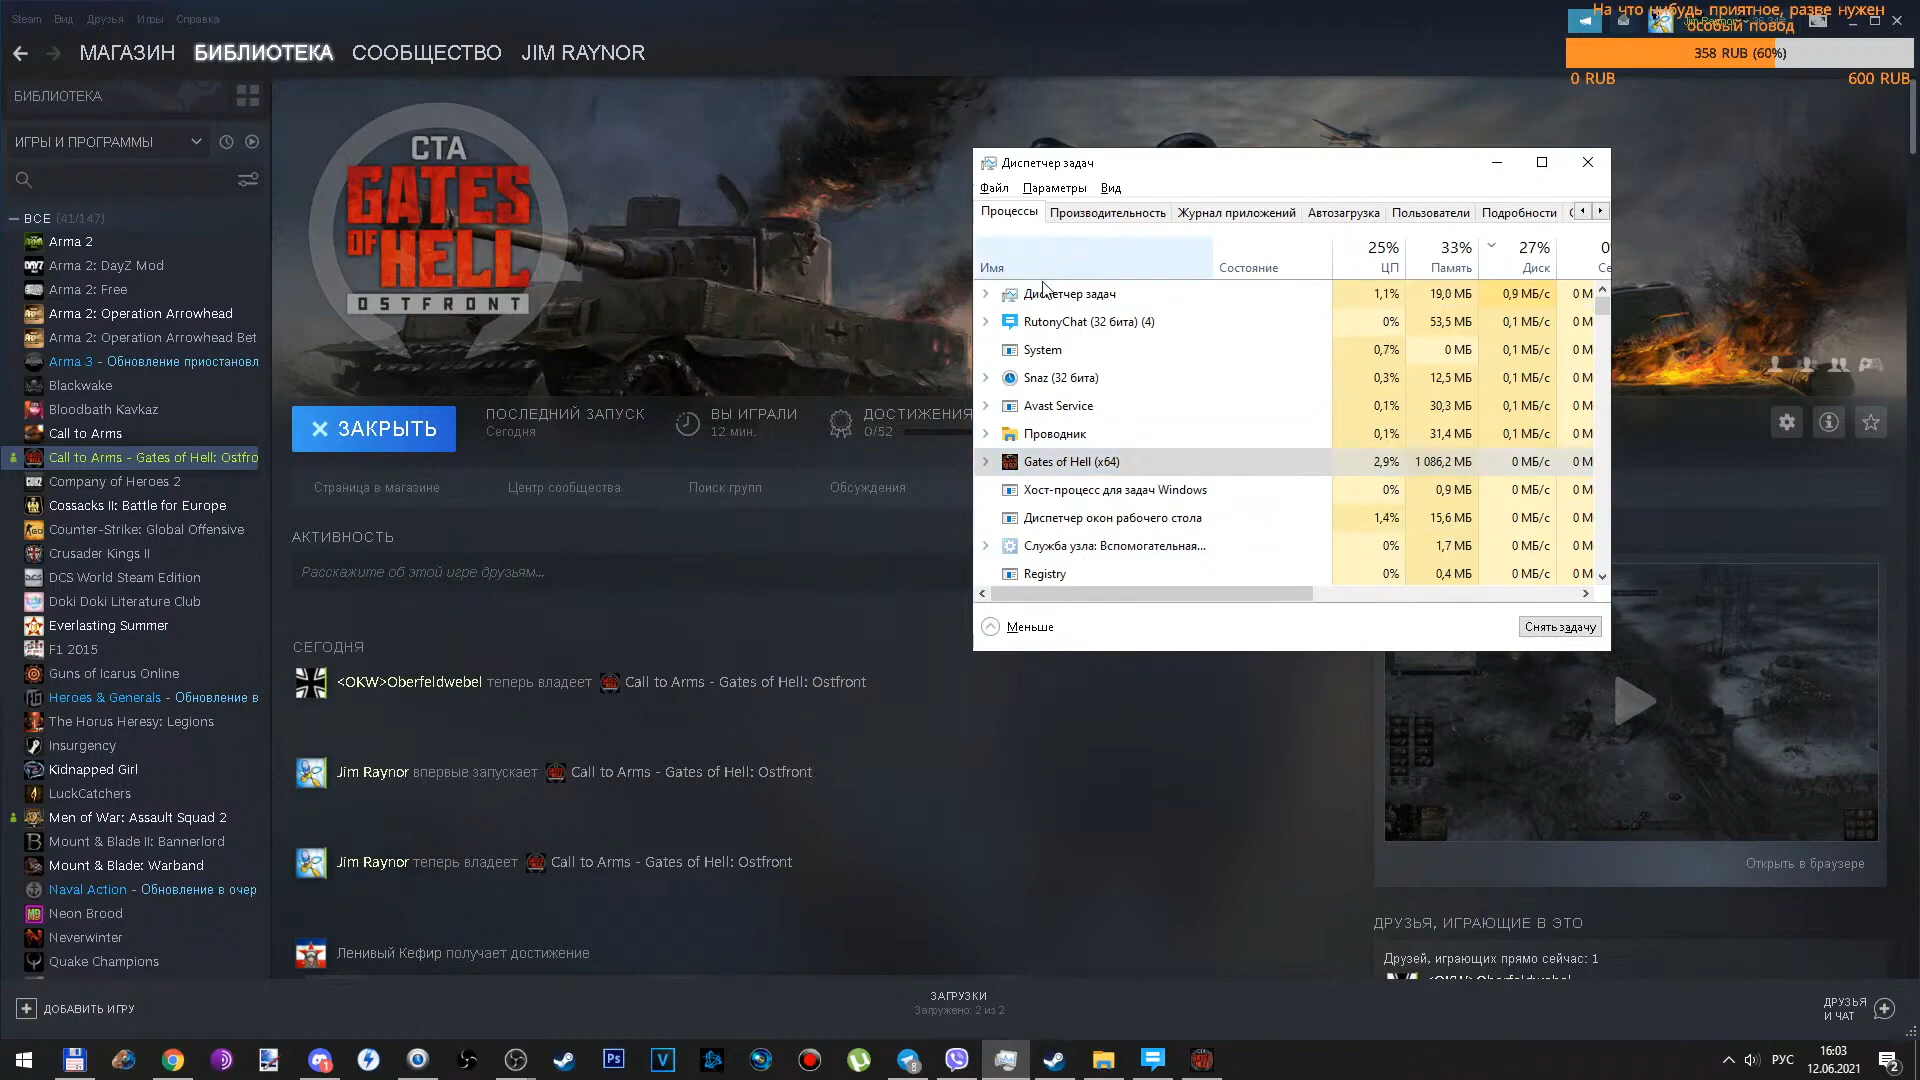 Steam Вид Друзья Игры Справка
На что нибудь приятное, разве нужен
особый повод
МАГАЗИН БИБЛИОТЕКА СООБЩЕСТВО JIM RAYNOR
358 RUB (60%)
0 RUB 600 RUB
БИБЛИОТЕКА
ИГРЫ И ПРОГРАММЫ
ВСЕ (41/147)
Arma 2
Arma 2: DayZ Mod
Arma 2: Free
Arma 2: Operation Arrowhead
Arma 2: Operation Arrowhead Bet
Arma 3 - Обновление приостановл
Blackwake
Bloodbath Kavkaz
Call to Arms
Call to Arms - Gates of Hell: Ostfro
Company of Heroes 2
Cossacks II: Battle for Europe
Counter-Strike: Global Offensive
Crusader Kings II
DCS World Steam Edition
Doki Doki Literature Club
Everlasting Summer
F1 2015
Guns of Icarus Online
Heroes & Generals - Обновление в
The Horus Heresy: Legions
Insurgency
Kidnapped Girl
LuckCatchers
Men of War: Assault Squad 2
Mount & Blade II: Bannerlord
Mount & Blade: Warband
Naval Action - Обновление в очер
Neon Brood
Neverwinter
Quake Champions
ДОБАВИТЬ ИГРУ
CTA
GATES
OF HELL
OSTFRONT
ЗАКРЫТЬ
ПОСЛЕДНИЙ ЗАПУСК
Сегодня
ВЫ ИГРАЛИ
12 мин.
ДОСТИЖЕНИЯ
0/52
Страница в магазине Центр сообщества Поиск групп Обсуждения
АКТИВНОСТЬ
Расскажите об этой игре друзьям...
СЕГОДНЯ
<OKW>Oberfeldwebel теперь владеет Call to Arms - Gates of Hell: Ostfront
Jim Raynor впервые запускает Call to Arms - Gates of Hell: Ostfront
Jim Raynor теперь владеет Call to Arms - Gates of Hell: Ostfront
Ленивый Кефир получает достижение
Диспетчер задач
Файл Параметры Вид
Процессы Производительность Журнал приложений Автозагрузка Пользователи Подробности
25% 33% 27% 0
Имя Состояние ЦП Память Диск Се
Диспетчер задач 1,1% 19,0 МБ 0,9 МБ/с 0 М
RutonyChat (32 бита) (4) 0% 53,5 МБ 0,1 МБ/с 0 М
System 0,7% 0 МБ 0,1 МБ/с 0 М
Snaz (32 бита) 0,3% 12,5 МБ 0,1 МБ/с 0 М
Avast Service 0,1% 30,3 МБ 0,1 МБ/с 0 М
Проводник 0,1% 31,4 МБ 0,1 МБ/с 0 М
Gates of Hell (x64) 2,9% 1 086,2 МБ 0 МБ/с 0 М
Хост-процесс для задач Windows 0% 0,9 МБ 0 МБ/с 0 М
Диспетчер окон рабочего стола 1,4% 15,6 МБ 0 МБ/с 0 М
Служба узла: Вспомогательная... 0% 1,7 МБ 0 МБ/с 0 М
Registry 0% 0,4 МБ 0 МБ/с 0 М
Меньше
Снять задачу
Открыть в браузере
ДРУЗЬЯ, ИГРАЮЩИЕ В ЭТО
Друзей, играющих прямо сейчас: 1
ЗАГРУЗКИ
Загружено: 2 из 2
ДРУЗЬЯ
И ЧАТ
РУС
16:03
12.06.2021